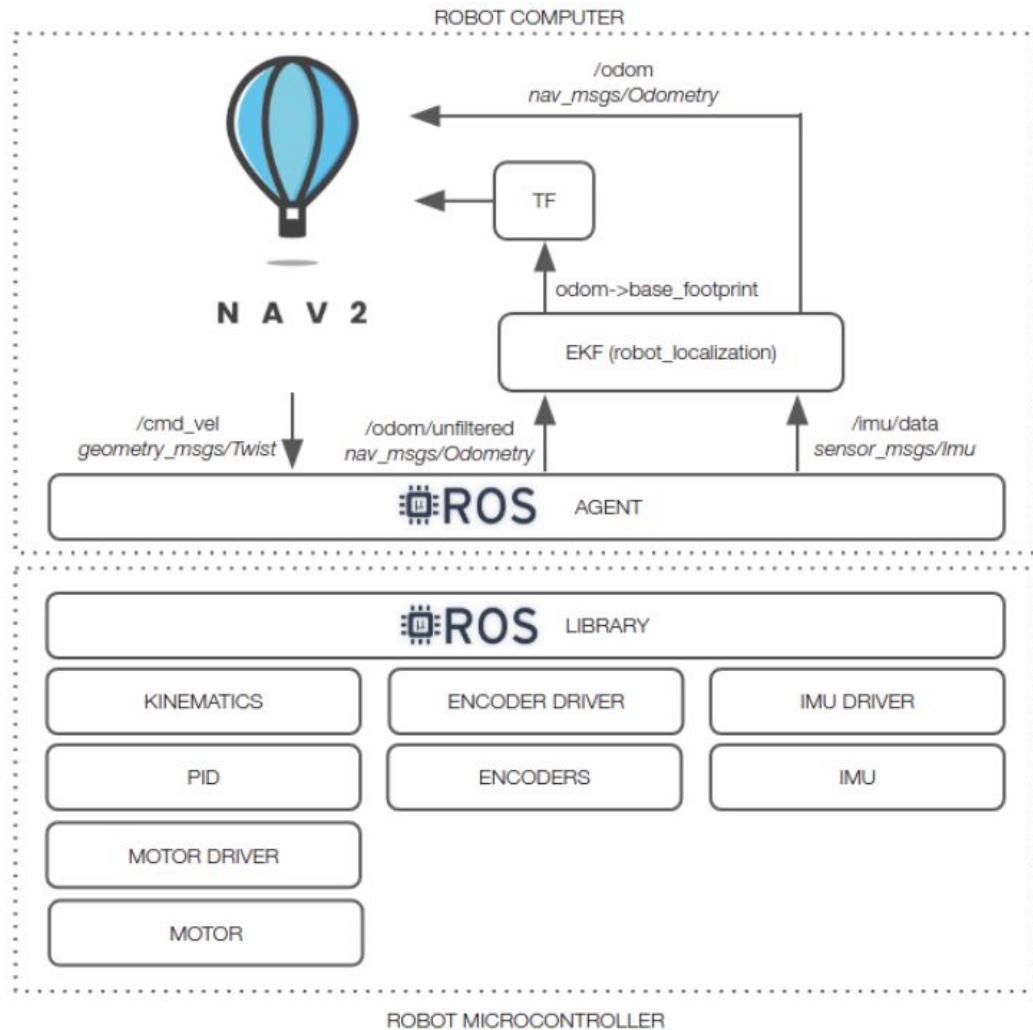 ROBOT COMPUTER
/odom
nav_msgs/Odometry
TF
odom->base_footprint
N A V 2
EKF (robot_localization)
/cmd_vel
geometry_msgs/Twist
/odom/unfiltered
nav_msgs/Odometry
/imu/data
sensor_msgs/Imu
μ ROS AGENT
μ ROS LIBRARY
KINEMATICS
ENCODER DRIVER
IMU DRIVER
PID
ENCODERS
IMU
MOTOR DRIVER
MOTOR
ROBOT MICROCONTROLLER